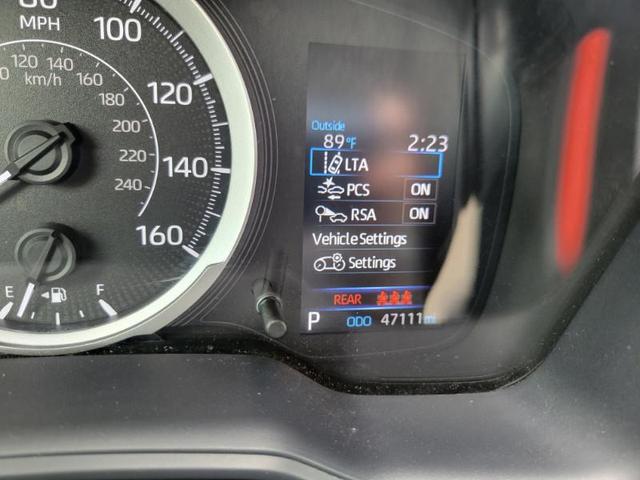 MPH
100
120
140
160
km/h
120
140
160
180
200
220
240
E
F
Outside
89°F 2:23
LTA
PCS ON
RSA ON
Vehicle Settings
Settings
REAR
P ODO 47111mi